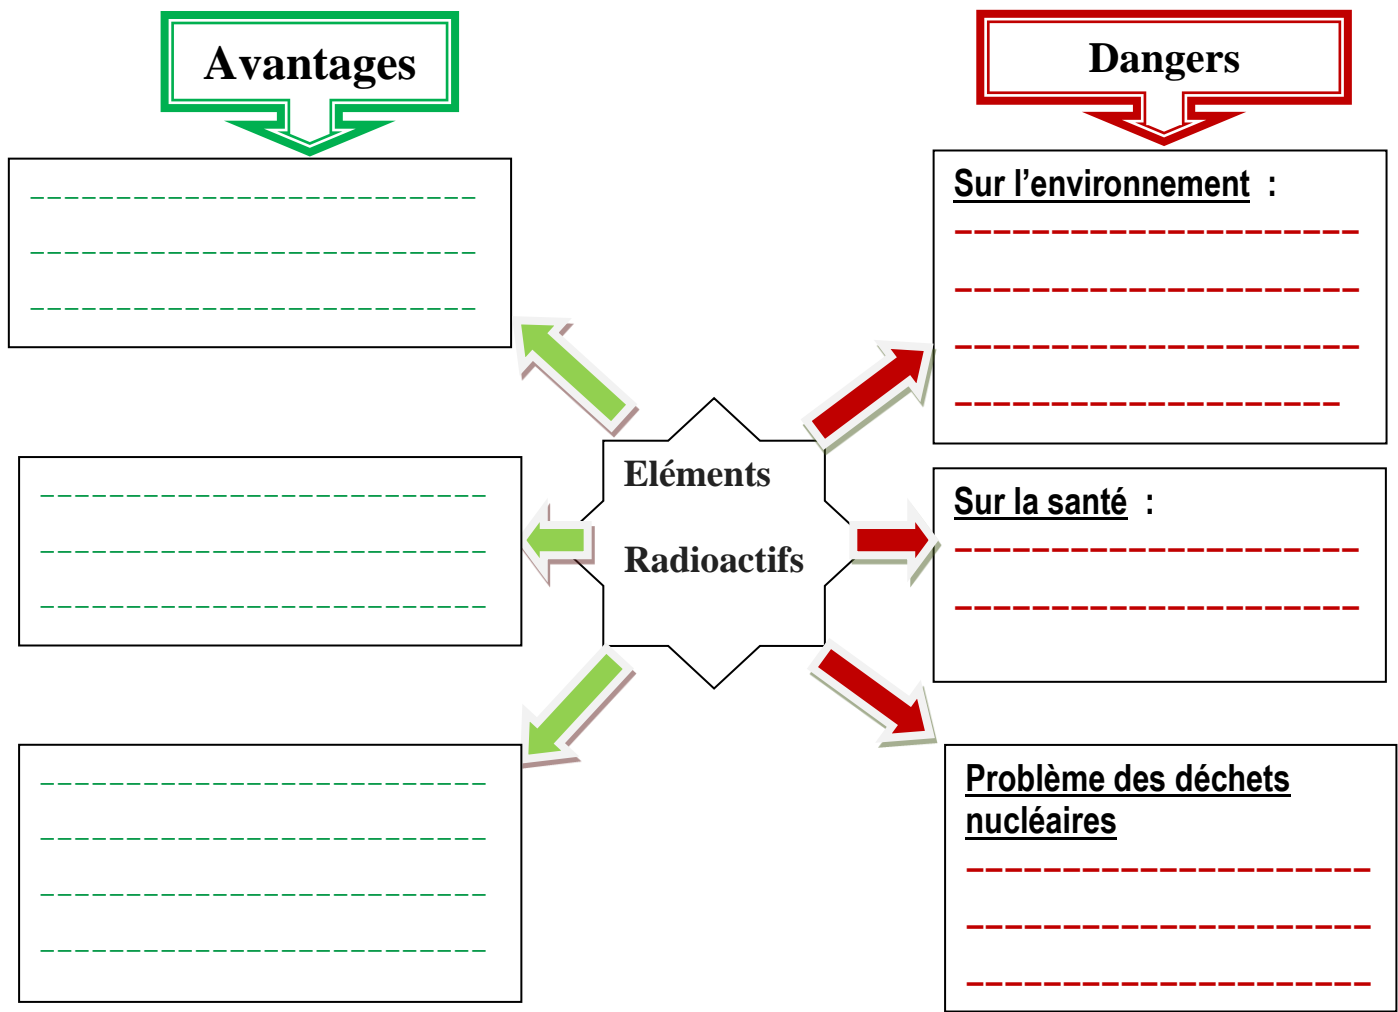 Avantages
Dangers
Sur l'environnement :
Eléments
Radioactifs
Sur la santé :
Problème des déchets
nucléaires